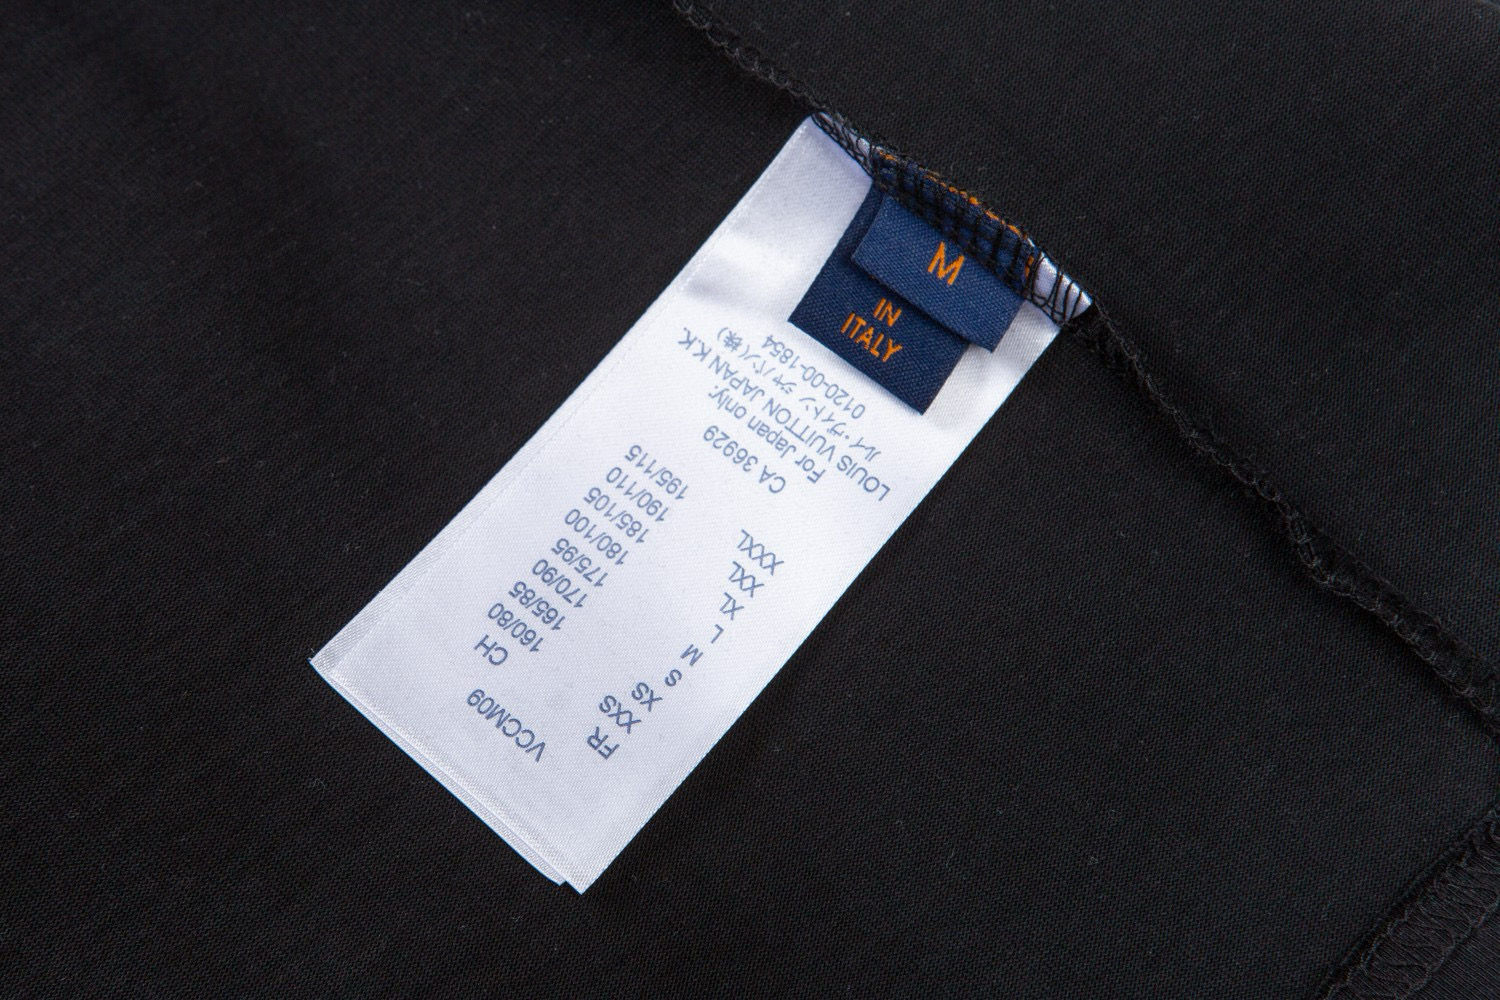 M
IN
ITALY
VCCM09
FR CH
XXS 160/80
XS 165/85
S 170/90
M 175/95
L 180/100
XL 185/105
XXL 190/110
XXXL 195/115
CA 36929
For Japan only:
LOUIS VUITTON JAPAN K.K.
ルイ・ヴィトン ジャパン(株)
0120-00-1854